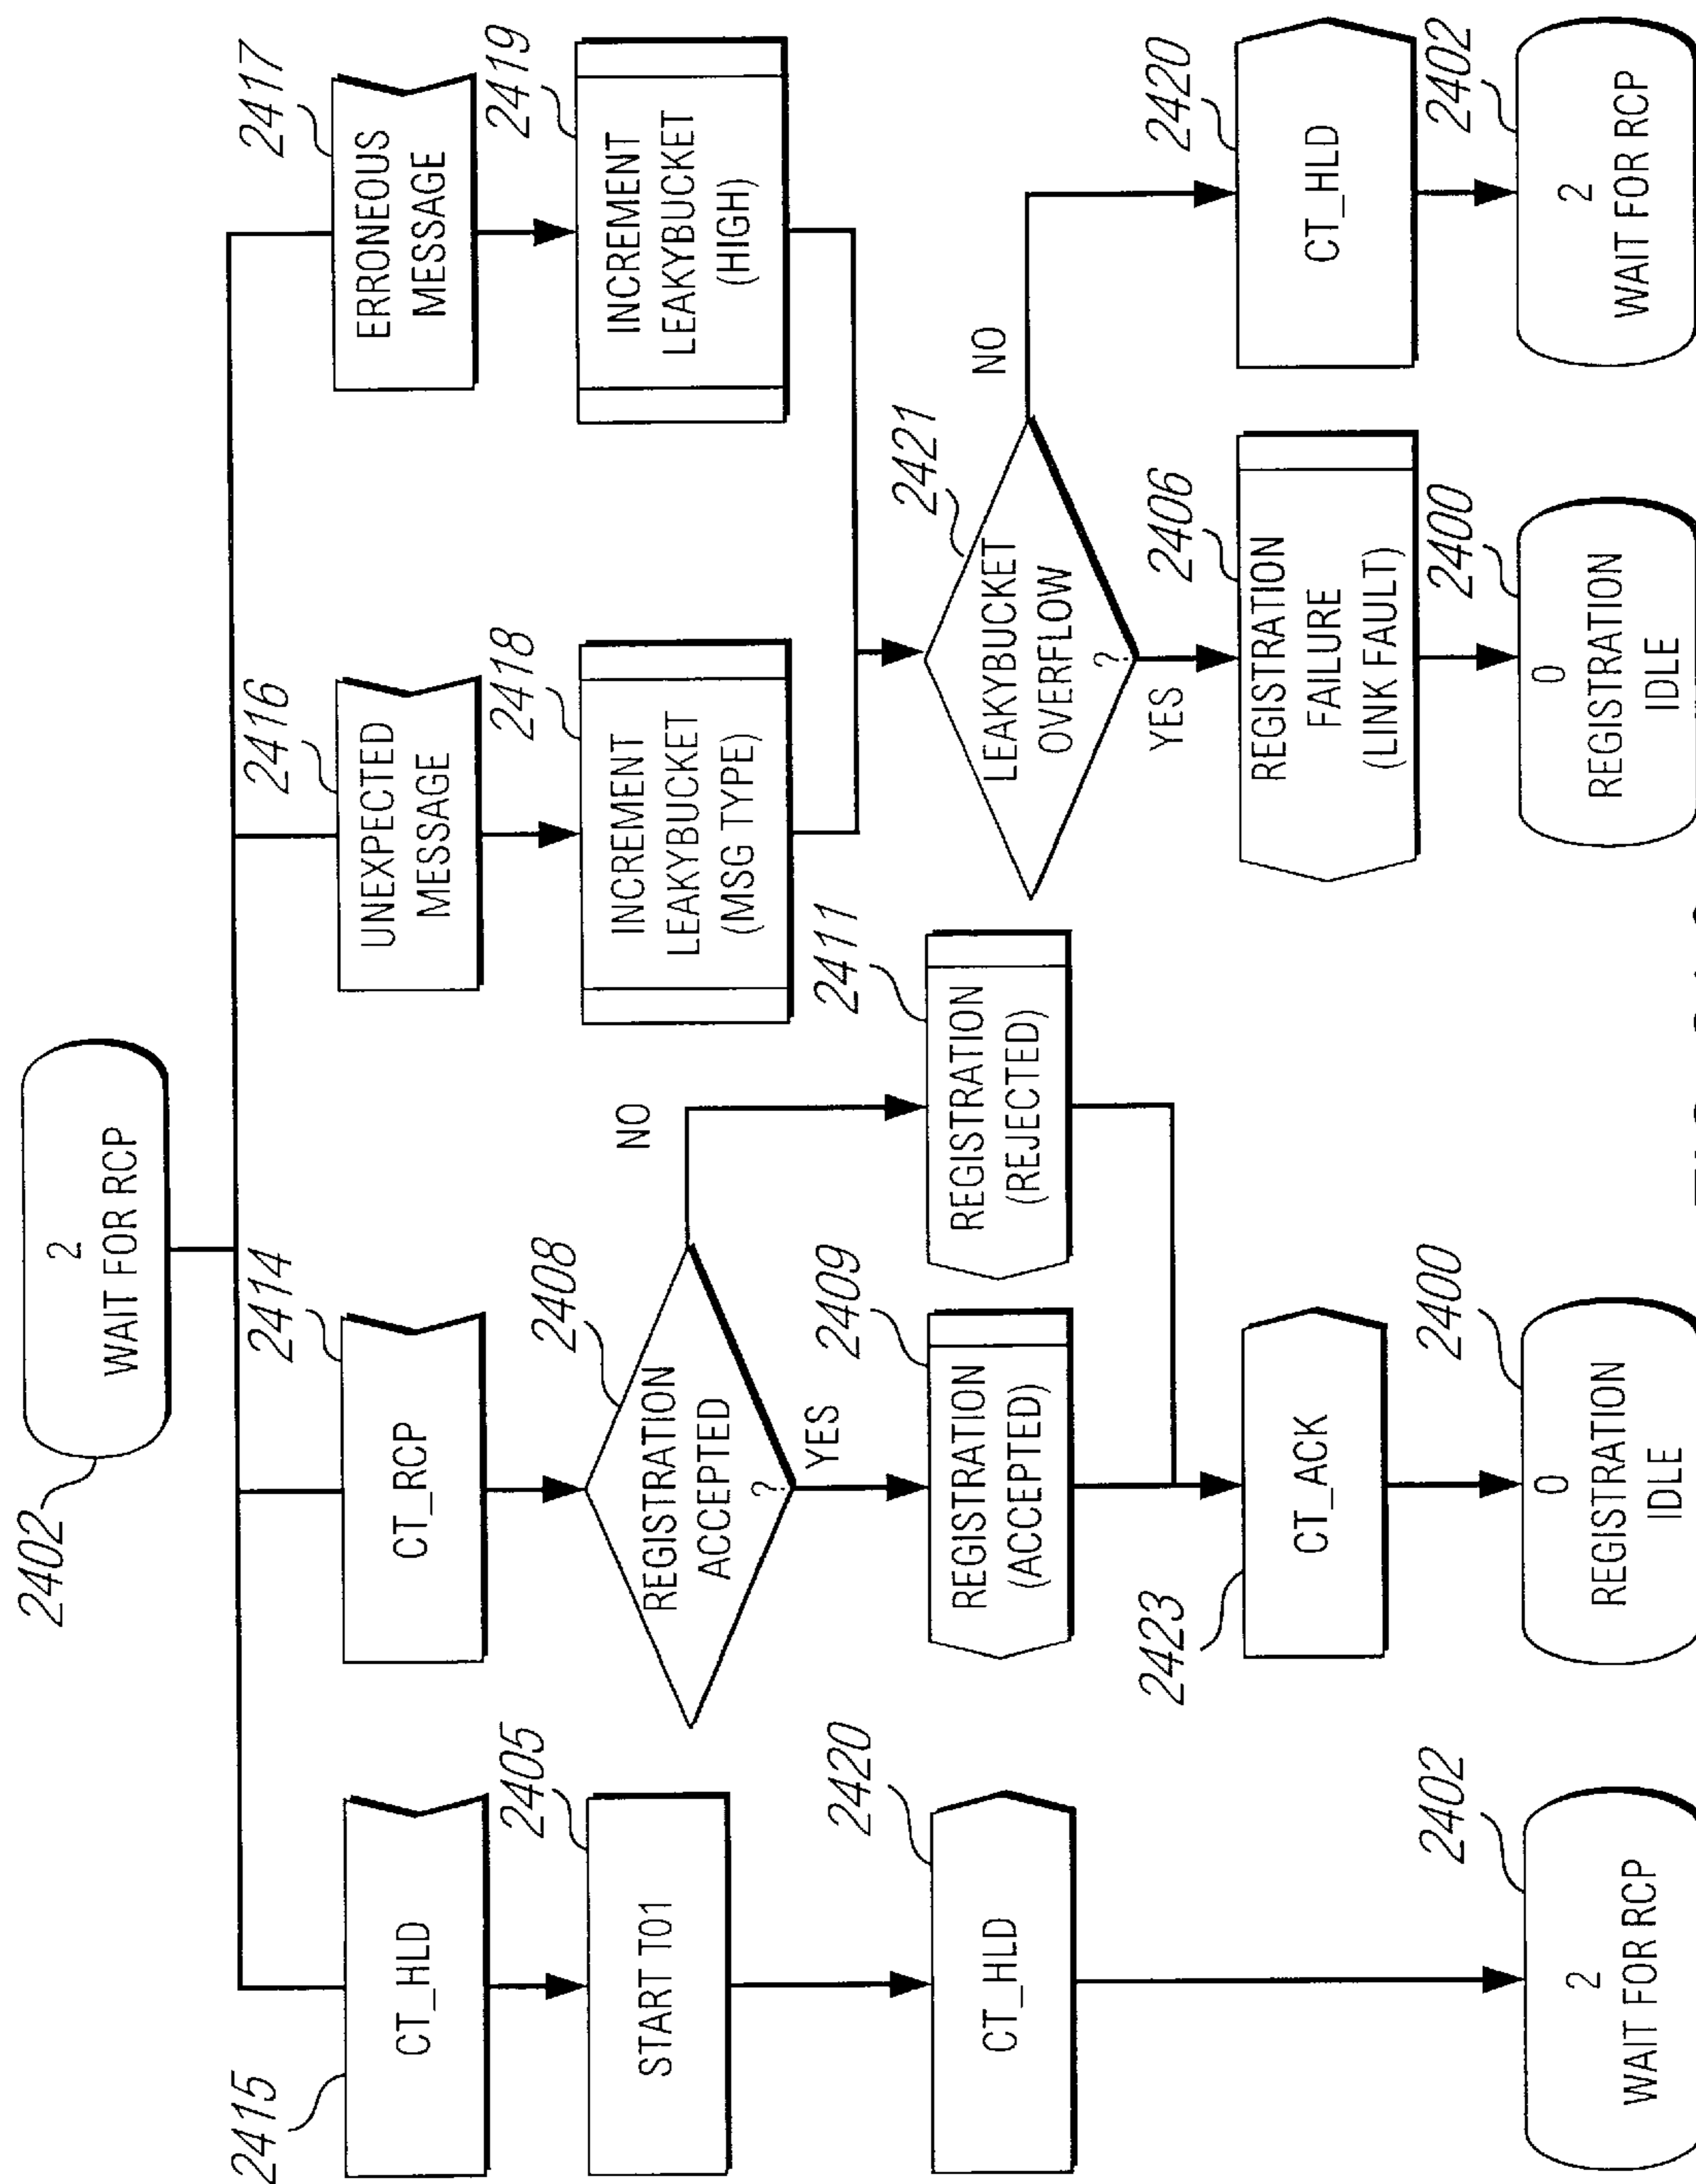 2402
2
WAIT FOR RCP
2415
CT_HLD
2414
CT_RCP
2416
UNEXPECTED
MESSAGE
2417
ERRONEOUS
MESSAGE
2405
START T01
2408
REGISTRATION
ACCEPTED
?
NO
YES
2418
INCREMENT
LEAKYBUCKET
(MSG TYPE)
2419
INCREMENT
LEAKYBUCKET
(HIGH)
2420
CT_HLD
2409
REGISTRATION
(ACCEPTED)
2411
REGISTRATION
(REJECTED)
2421
LEAKYBUCKET
OVERFLOW
?
NO
YES
2423
CT_ACK
2406
REGISTRATION
FAILURE
(LINK FAULT)
2420
CT_HLD
2402
2
WAIT FOR RCP
2400
0
REGISTRATION
IDLE
2400
0
REGISTRATION
IDLE
2402
2
WAIT FOR RCP